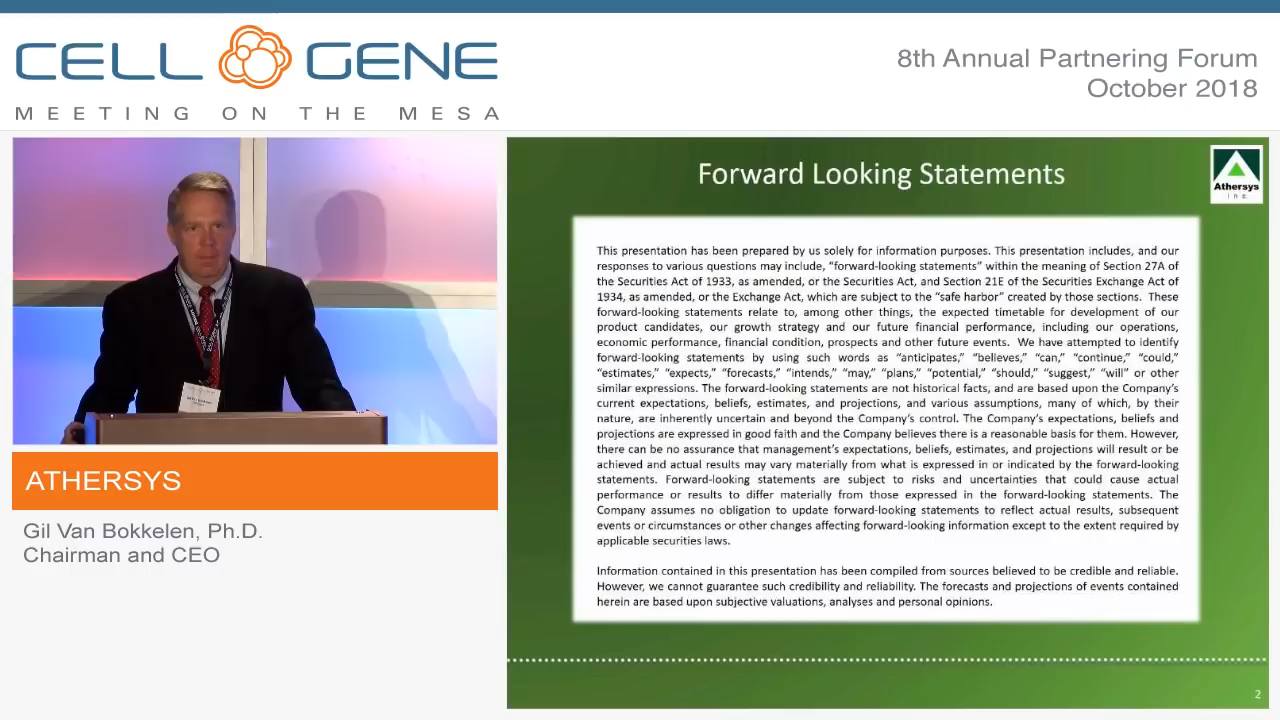 CELL GENE
MEETING ON THE MESA
8th Annual Partnering Forum
October 2018
ATHERSYS
Gil Van Bokkelen, Ph.D.
Chairman and CEO
Forward Looking Statements
Athersys
Inc.
This presentation has been prepared by us solely for information purposes. This presentation includes, and our
responses to various questions may include, “forward-looking statements” within the meaning of Section 27A of
the Securities Act of 1933, as amended, or the Securities Act, and Section 21E of the Securities Exchange Act of
1934, as amended, or the Exchange Act, which are subject to the “safe harbor” created by those sections. These
forward-looking statements relate to, among other things, the expected timetable for development of our
product candidates, our growth strategy and our future financial performance, including our operations,
economic performance, financial condition, prospects and other future events. We have attempted to identify
forward-looking statements by using such words as “anticipates,” “believes,” “can,” “continue,” “could,”
“estimates,” “expects,” “forecasts,” “intends,” “may,” “plans,” “potential,” “should,” “suggest,” “will” or other
similar expressions. The forward-looking statements are not historical facts, and are based upon the Company’s
current expectations, beliefs, estimates, and projections, and various assumptions, many of which, by their
nature, are inherently uncertain and beyond the Company’s control. The Company’s expectations, beliefs and
projections are expressed in good faith and the Company believes there is a reasonable basis for them. However,
there can be no assurance that management’s expectations, beliefs, estimates, and projections will result or be
achieved and actual results may vary materially from what is expressed in or indicated by the forward-looking
statements. Forward-looking statements are subject to risks and uncertainties that could cause actual
performance or results to differ materially from those expressed in the forward-looking statements. The
Company assumes no obligation to update forward-looking statements to reflect actual results, subsequent
events or circumstances or other changes affecting forward-looking information except to the extent required by
applicable securities laws.
Information contained in this presentation has been compiled from sources believed to be credible and reliable.
However, we cannot guarantee such credibility and reliability. The forecasts and projections of events contained
herein are based upon subjective valuations, analyses and personal opinions.
2